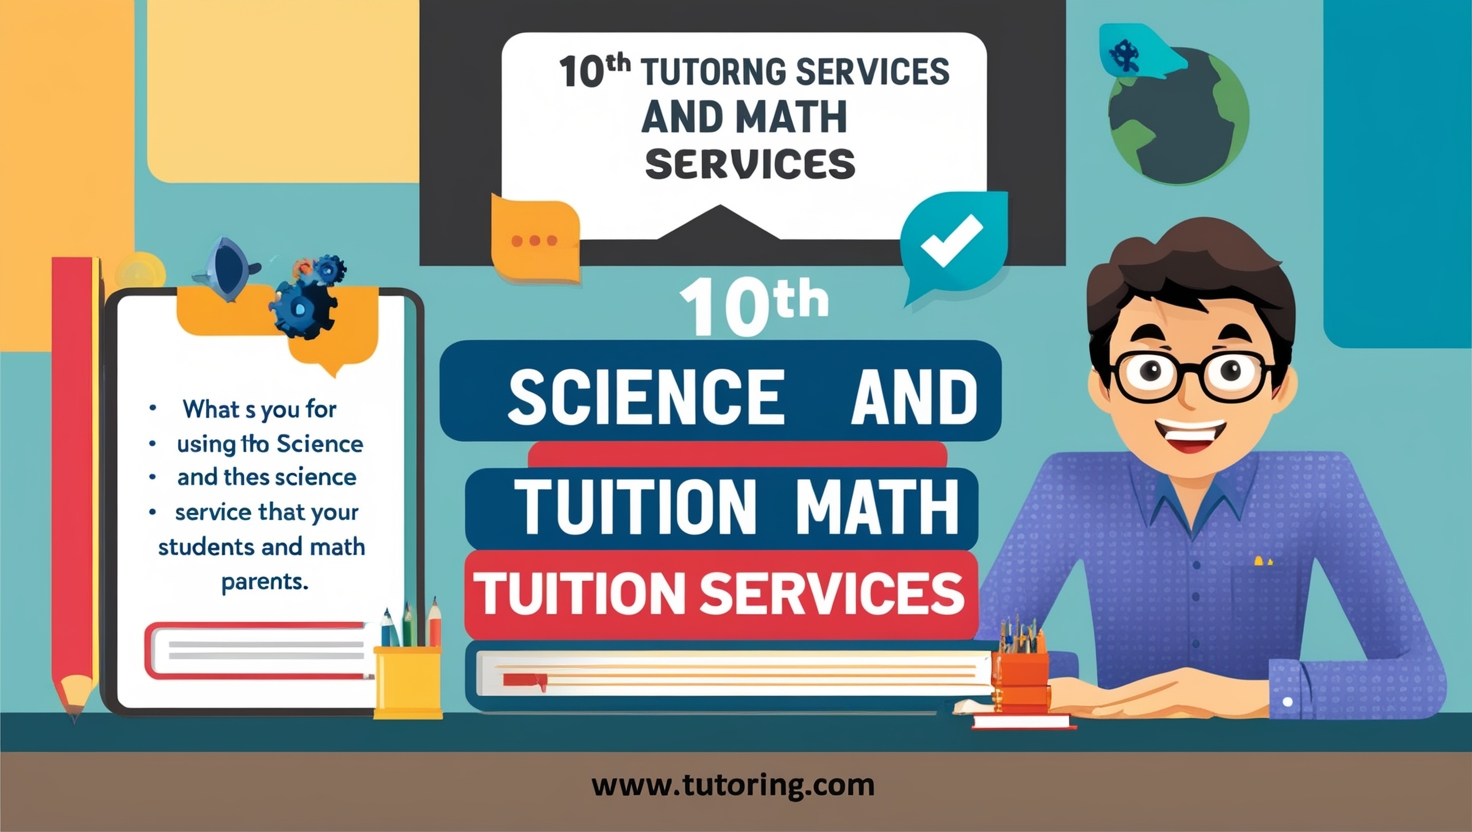 10th TUTORNG SERVICES
AND MATH
SERVICES
10th
SCIENCE AND
TUITION MATH
TUITION SERVICES
• What s you for
• using tho Science
• and thes science
• service that your
students and math
parents.
www.tutoring.com